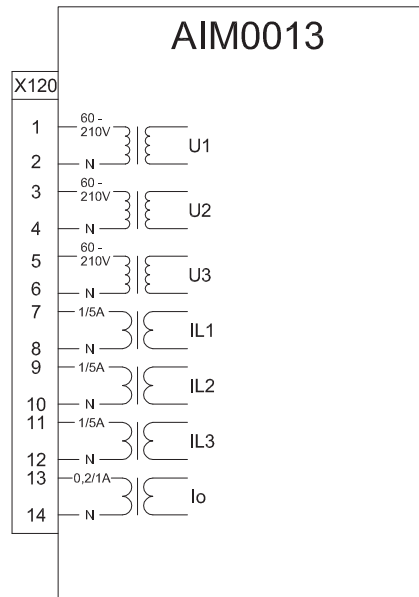 AIM0013
X120
1
60 -
210V
2
N
U1
3
60 -
210V
4
N
U2
5
60 -
210V
6
N
U3
7
1/5A
8
N
IL1
9
1/5A
10
N
IL2
11
1/5A
12
N
IL3
13
0,2/1A
14
N
Io